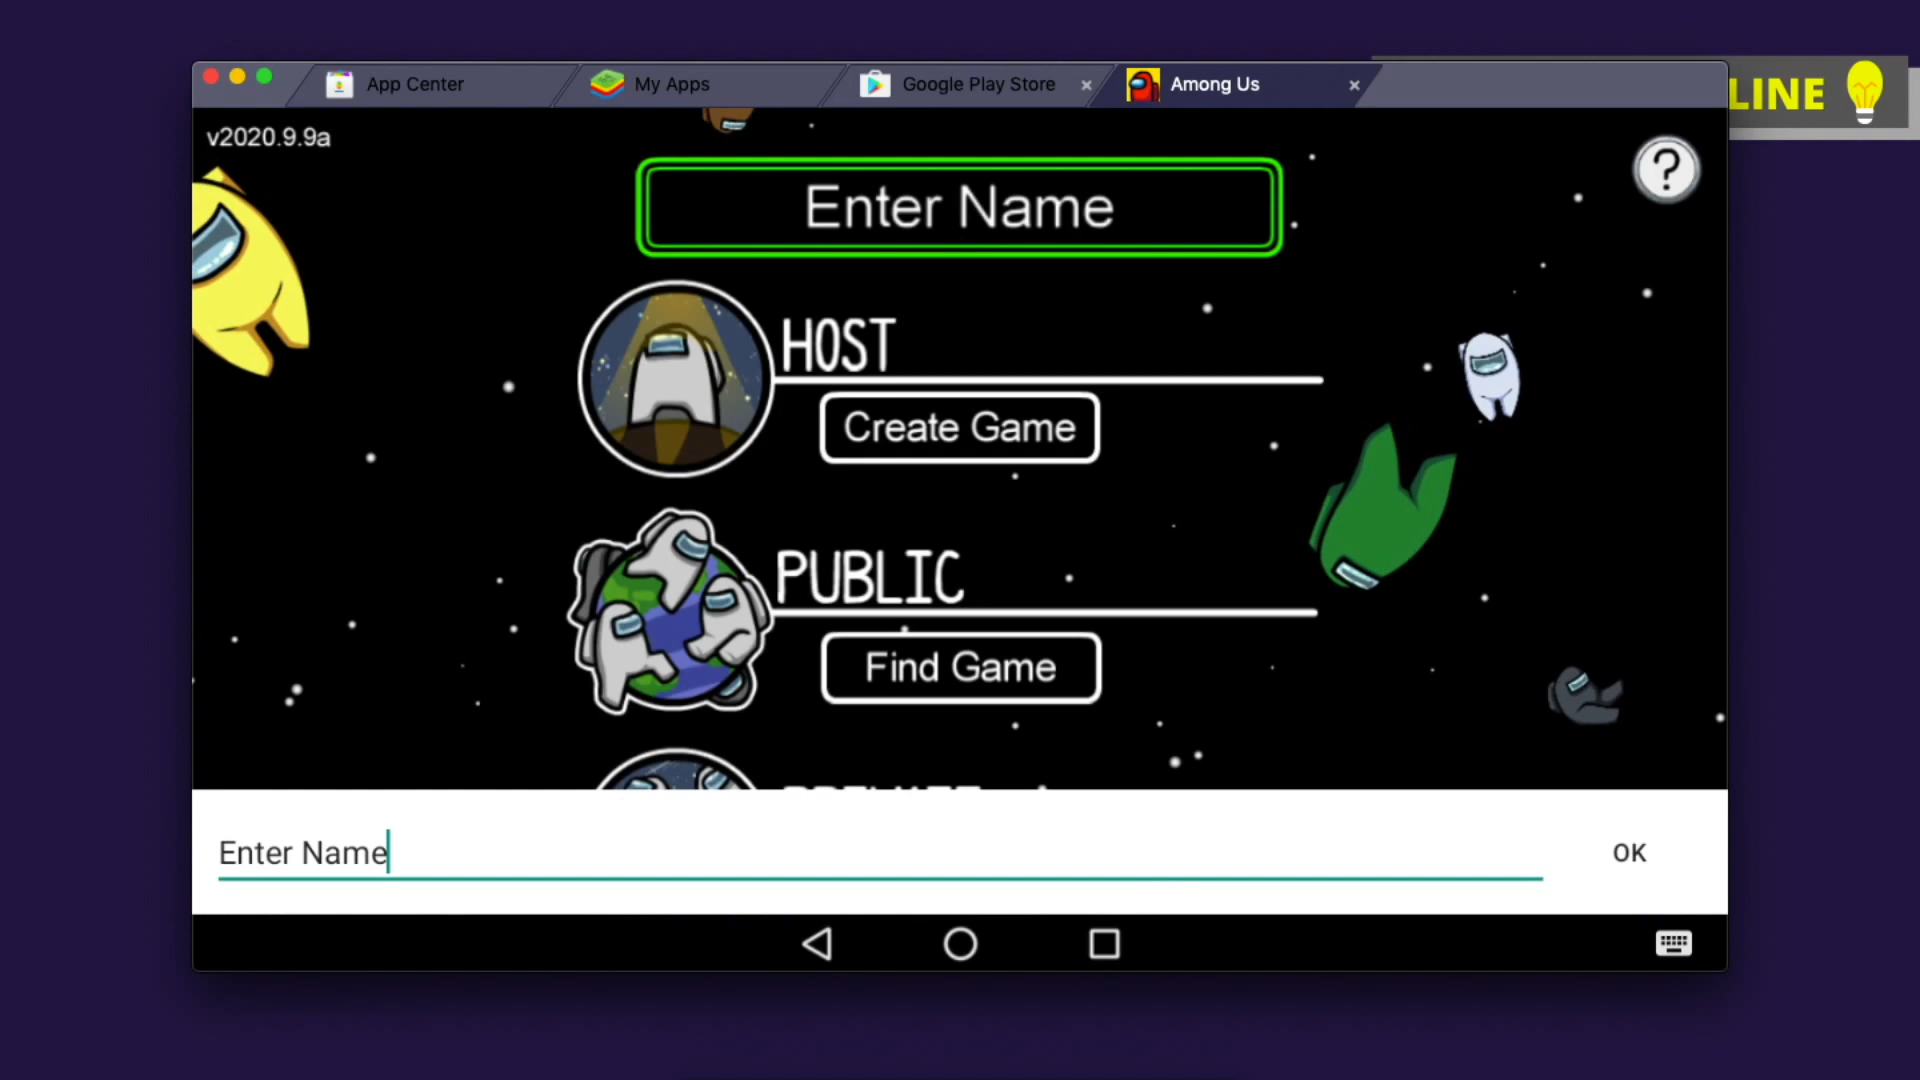 App Center
My Apps
Google Play Store
Among Us
LINE
v2020.9.9a
?
Enter Name
HOST
Create Game
PUBLIC
Find Game
Enter Name
OK